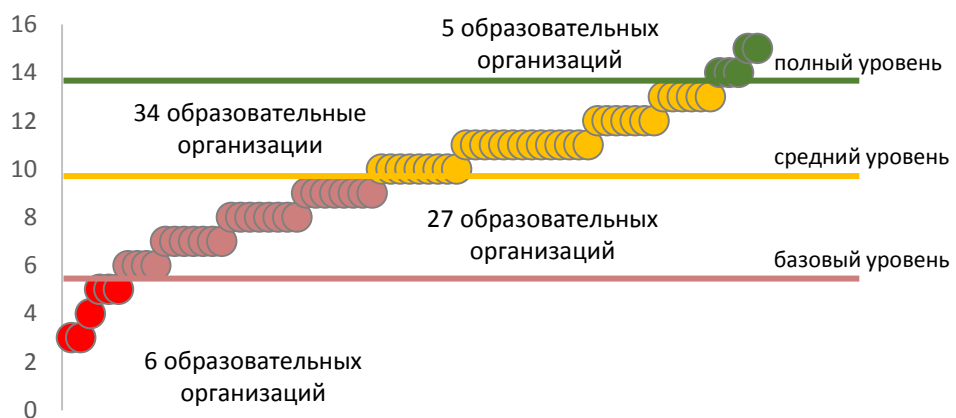 16
14
12
10
8
6
4
2
0
5 образовательных
организаций
полный уровень
34 образовательные
организации
средний уровень
27 образовательных
организаций
базовый уровень
6 образовательных
организаций